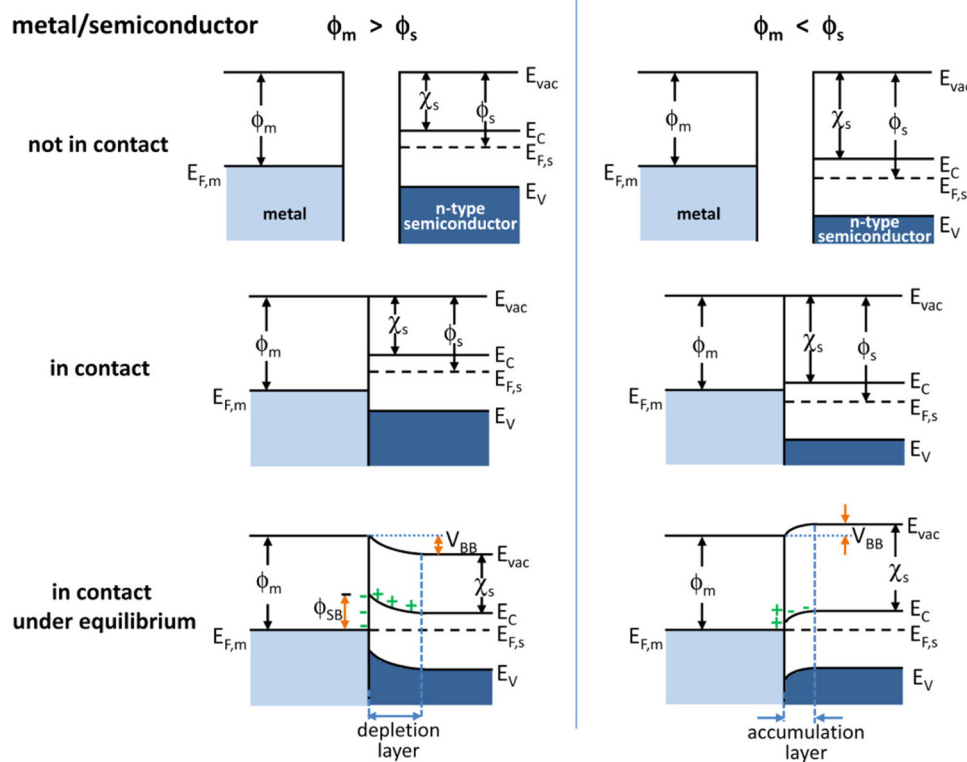 metal/semiconductor
ϕm > ϕs
ϕm < ϕs
not in contact
ϕm
EF,m
metal
χs
ϕs
Evac
EC
EF,s
EV
n-type
semiconductor
ϕm
EF,m
metal
χs
ϕs
Evac
EC
EF,s
EV
n-type
semiconductor
in contact
ϕm
EF,m
χs
ϕs
Evac
EC
EF,s
EV
ϕm
EF,m
χs
ϕs
Evac
EC
EF,s
EV
in contact
under equilibrium
ϕm
EF,m
ϕSB
- - -
+ + + +
VBB
Evac
χs
EC
EF,s
EV
depletion
layer
ϕm
EF,m
+ +
- -
VBB
Evac
χs
EC
EF,s
EV
accumulation
layer